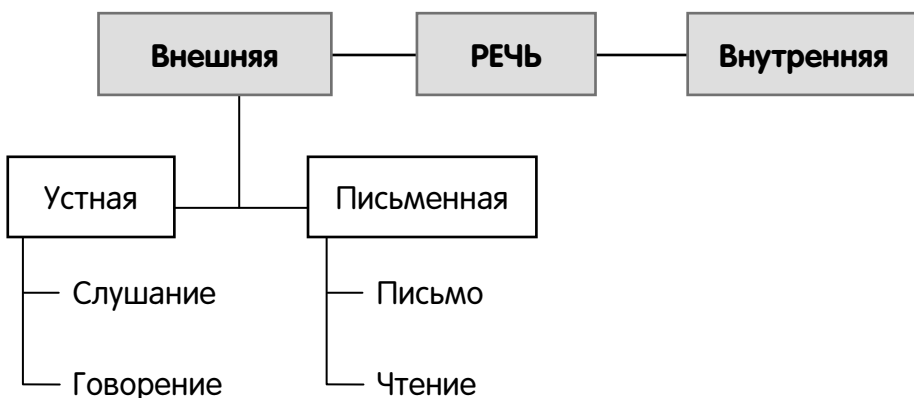 Внешняя РЕЧЬ Внутренняя
Устная Письменная
Слушание Письмо
Говорение Чтение